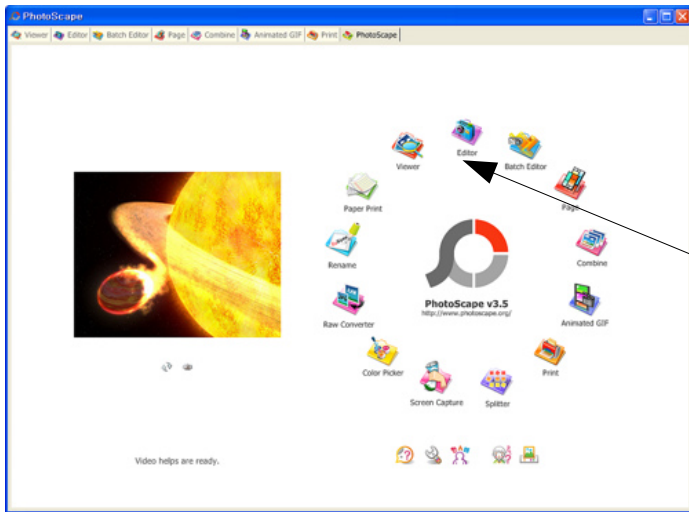 PhotoScape
Viewer Editor Batch Editor Page Combine Animated GIF Print PhotoScape
Editor
Viewer
Batch Editor
Paper Print
Page
Rename
Combine
PhotoScape v3.5
http://www.photoscape.org/
Raw Converter
Animated GIF
Color Picker
Print
Screen Capture
Splitter
Video helps are ready.